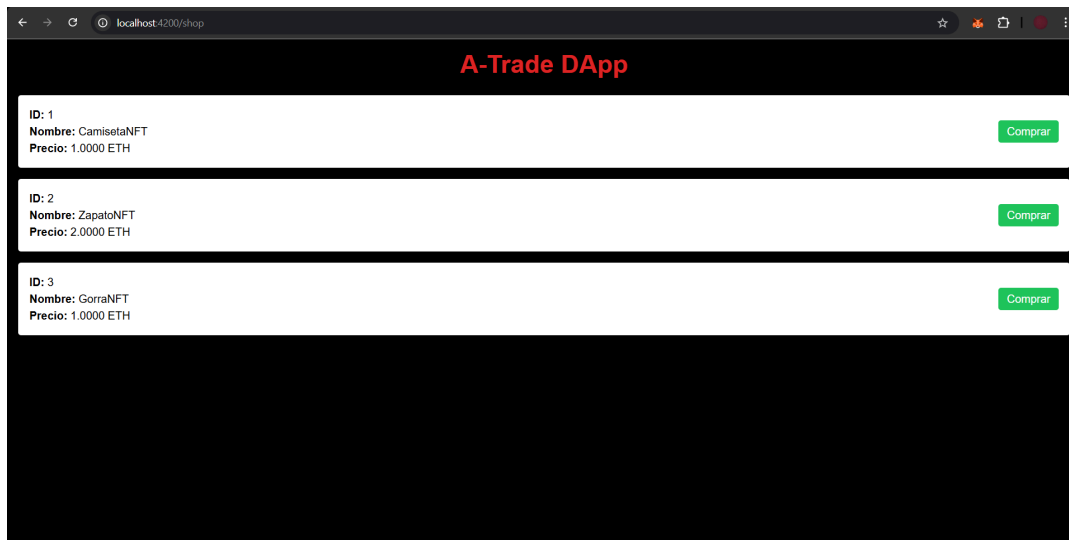 localhost:4200/shop
A-Trade DApp
ID: 1
Nombre: CamisetaNFT
Precio: 1.0000 ETH
Comprar
ID: 2
Nombre: ZapatoNFT
Precio: 2.0000 ETH
Comprar
ID: 3
Nombre: GorraNFT
Precio: 1.0000 ETH
Comprar